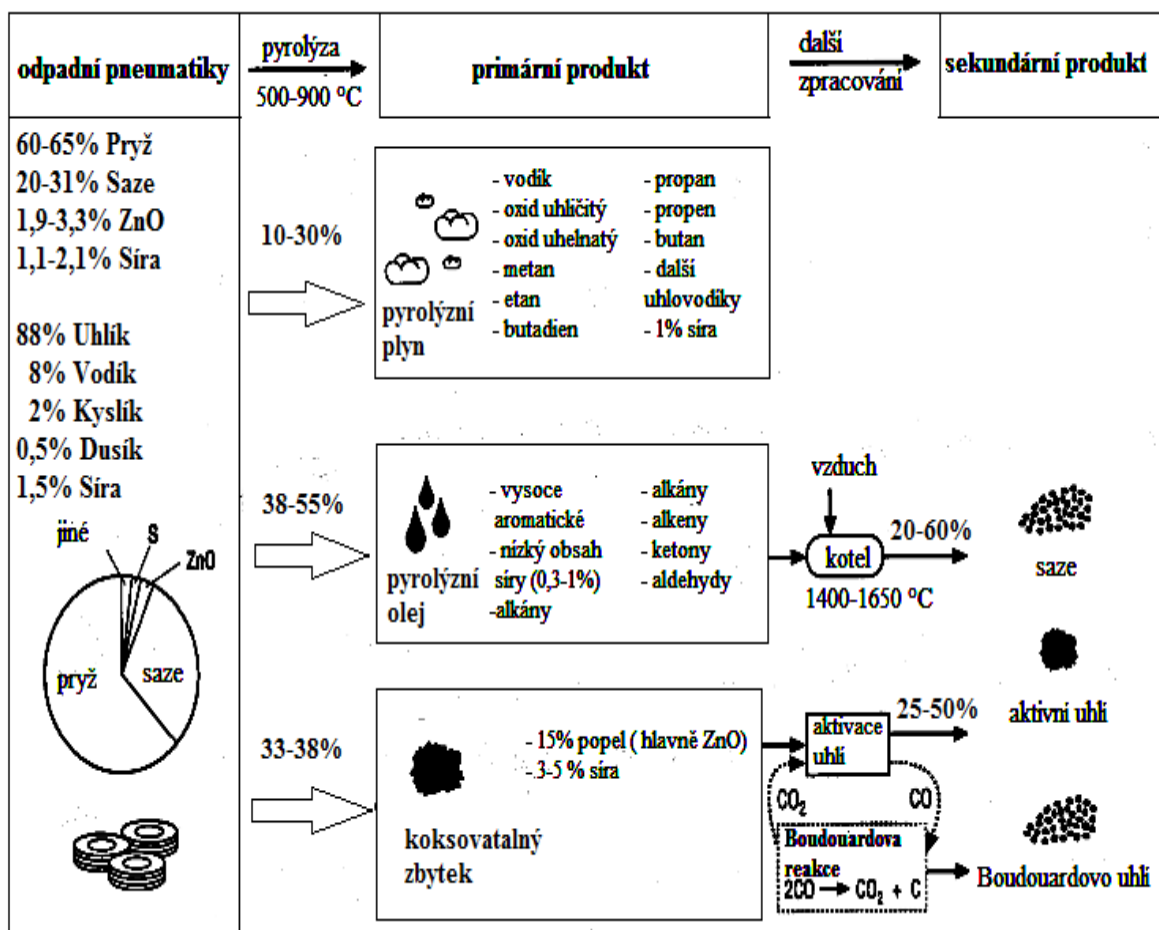 odpadní pneumatiky
pyrolýza
500-900 °C
primární produkt
další
zpracování
sekundární produkt
60-65% Pryž
20-31% Saze
1,9-3,3% ZnO
1,1-2,1% Síra
88% Uhlík
8% Vodík
2% Kyslík
0,5% Dusík
1,5% Síra
jiné
S
ZnO
pryž
saze
10-30%
pyrolýzní
plyn
- vodík
- oxid uhličitý
- oxid uhelnatý
- metan
- etan
- butadien
- propan
- propen
- butan
- další
uhlovodíky
- 1% síra
38-55%
pyrolýzní
olej
- vysoce
aromatické
- nízký obsah
síry (0,3-1%)
-alkány
- alkány
- alkeny
- ketony
- aldehydy
vzduch
kotel
1400-1650 °C
20-60%
saze
33-38%
koksovatalný
zbytek
- 15% popel ( hlavně ZnO)
- 3-5 % síra
aktivace
uhlí
25-50%
aktivní uhlí
CO₂
CO
Boudouardova
reakce
2CO → CO₂ + C
Boudouardovo uhlí